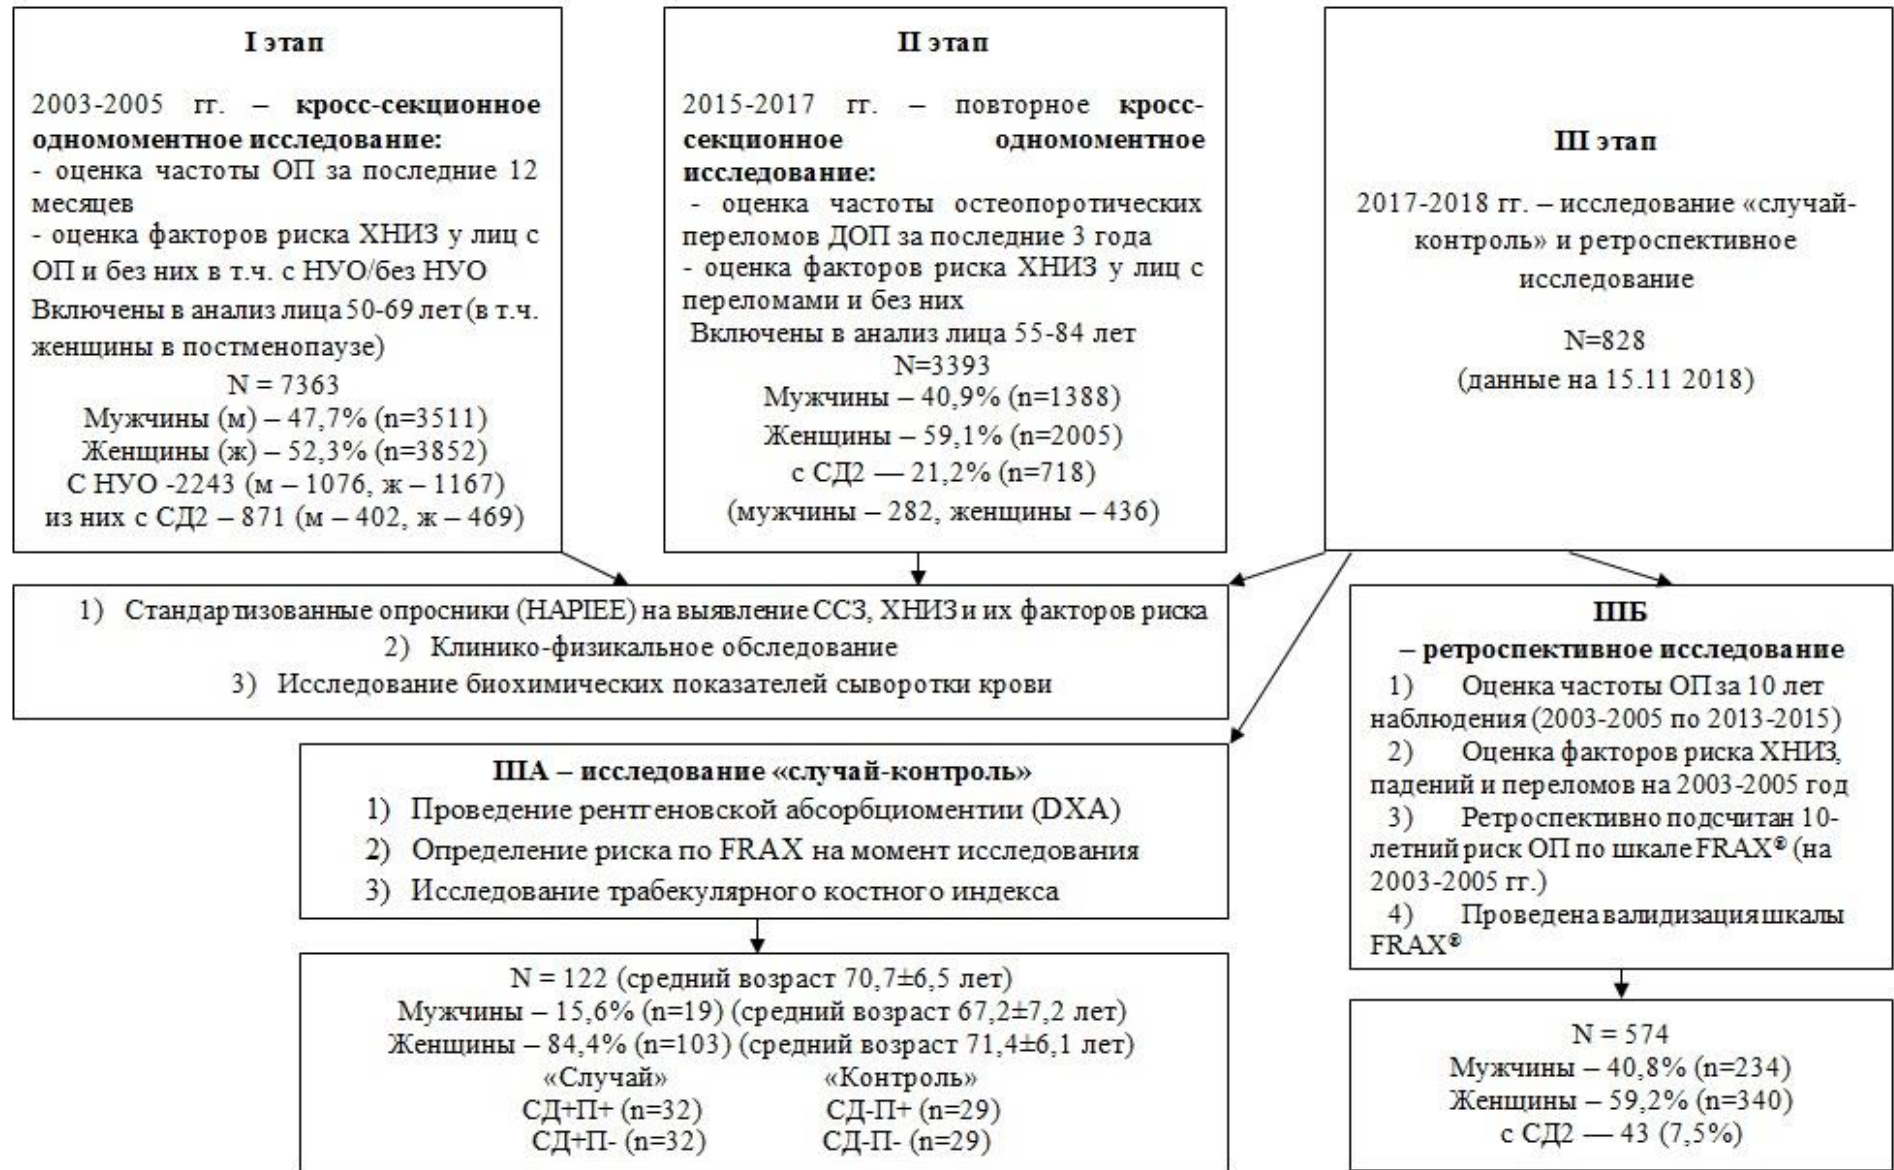 I этап
2003-2005 гг. – кросс-секционное
одномоментное исследование:
- оценка частоты ОП за последние 12
месяцев
- оценка факторов риска ХНИЗ у лиц с
ОП и без них в т.ч. с НУО/без НУО
Включены в анализ лица 50-69 лет (в т.ч.
женщины в постменопаузе)
N = 7363
Мужчины (м) – 47,7% (n=3511)
Женщины (ж) – 52,3% (n=3852)
С НУО -2243 (м – 1076, ж – 1167)
из них с СД2 – 871 (м – 402, ж – 469)
II этап
2015-2017 гг. – повторное кросс-
секционное одномоментное
исследование:
- оценка частоты остеопоротических
переломов ДОП за последние 3 года
- оценка факторов риска ХНИЗ у лиц с
переломами и без них
Включены в анализ лица 55-84 лет
N=3393
Мужчины – 40,9% (n=1388)
Женщины – 59,1% (n=2005)
с СД2 — 21,2% (n=718)
(мужчины – 282, женщины – 436)
III этап
2017-2018 гг. – исследование «случай-
контроль» и ретроспективное
исследование
N=828
(данные на 15.11 2018)
1) Стандартизованные опросники (HAPIEE) на выявление ССЗ, ХНИЗ и их факторов риска
2) Клинико-физикальное обследование
3) Исследование биохимических показателей сыворотки крови
IIIА – исследование «случай-контроль»
1) Проведение рентгеновской абсорбциоментии (DXA)
2) Определение риска по FRAX на момент исследования
3) Исследование трабекулярного костного индекса
N = 122 (средний возраст 70,7±6,5 лет)
Мужчины – 15,6% (n=19) (средний возраст 67,2±7,2 лет)
Женщины – 84,4% (n=103) (средний возраст 71,4±6,1 лет)
«Случай» «Контроль»
СД+П+ (n=32) СД-П+ (n=29)
СД+П- (n=32) СД-П- (n=29)
IIIБ
– ретроспективное исследование
1) Оценка частоты ОП за 10 лет
наблюдения (2003-2005 по 2013-2015)
2) Оценка факторов риска ХНИЗ,
падений и переломов на 2003-2005 год
3) Ретроспективно подсчитан 10-
летний риск ОП по шкале FRAX® (на
2003-2005 гг.)
4) Проведена валидизация шкалы
FRAX®
N = 574
Мужчины – 40,8% (n=234)
Женщины – 59,2% (n=340)
с СД2 — 43 (7,5%)